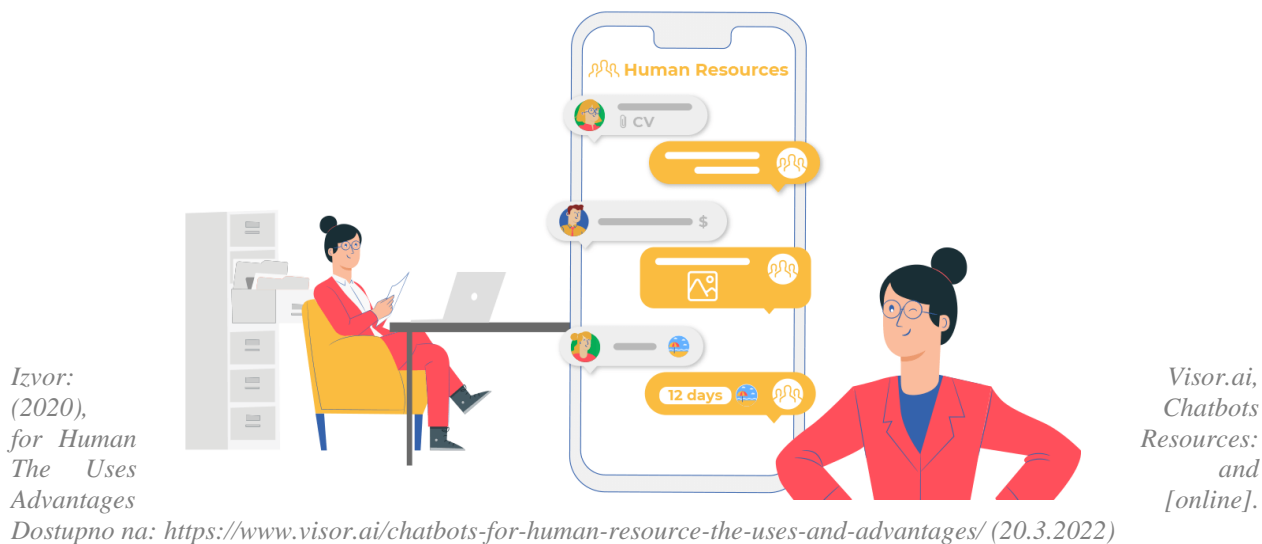 Human Resources
CV
$
12 days
Izvor: Visor.ai,
(2020), Chatbots
for Human Resources:
The Uses and
Advantages [online].
Dostupno na: https://www.visor.ai/chatbots-for-human-resource-the-uses-and-advantages/ (20.3.2022)